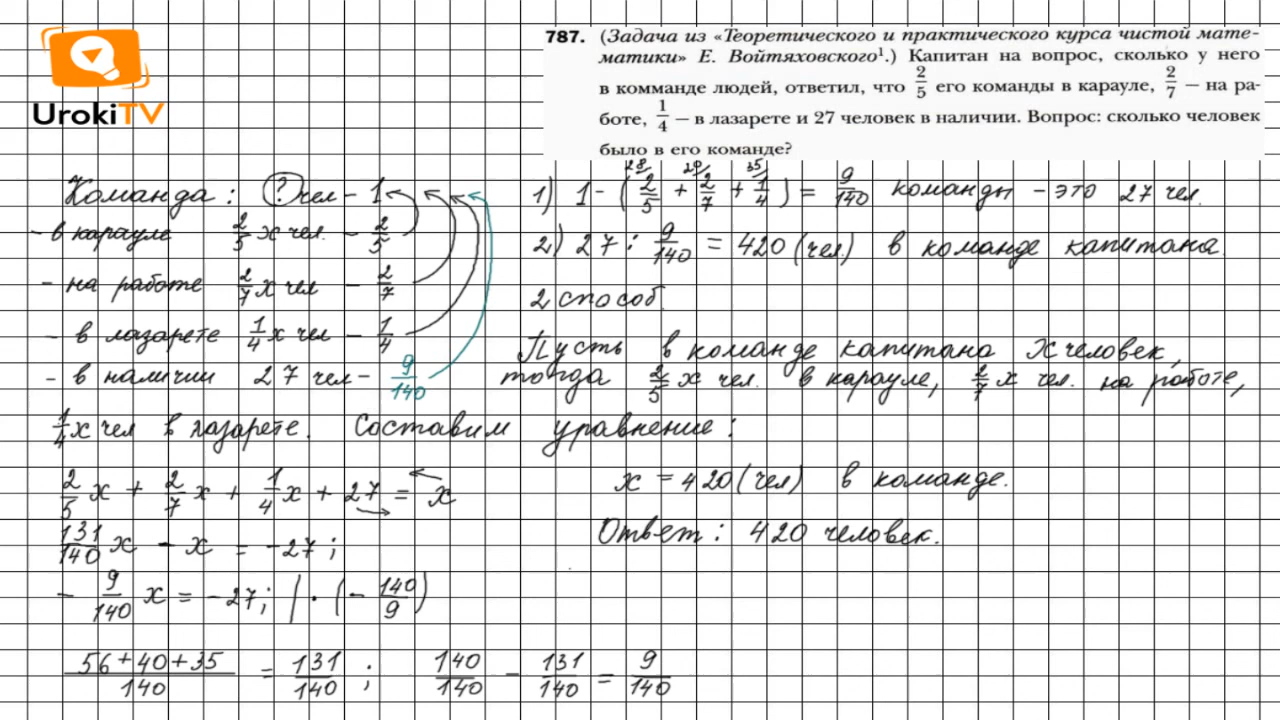 UrokiTV
787. (Задача из «Теоретического и практического курса чистой мате-
матики» Е. Войтяховского¹.) Капитан на вопрос, сколько у него
в комманде людей, ответил, что 2/5 его команды в карауле, 2/7 — на ра-
боте, 1/4 — в лазарете и 27 человек в наличии. Вопрос: сколько человек
было в его команде?
Команда: ? чел - 1
- в карауле 2/5 x чел. - 2/5
- на работе 2/7 x чел - 2/7
- в лазарете 1/4 x чел - 1/4
- в наличии 27 чел - 9/140
28/ 20/ 35/
1) 1 - (2/5 + 2/7 + 1/4) = 9/140 команды - это 27 чел.
2) 27 : 9/140 = 420 (чел.) в команде капитана.
2 способ.
Пусть в команде капитана x человек,
тогда 2/5 x чел. в карауле, 2/7 x чел. на работе,
1/4 x чел в лазарете. Составим уравнение:
2/5 x + 2/7 x + 1/4 x + 27 = x
131/140 x - x = -27;
- 9/140 x = -27; | · (- 140/9)
x = 420 (чел) в команде.
Ответ: 420 человек.
56+40+35/140 = 131/140 ; 140/140 - 131/140 = 9/140